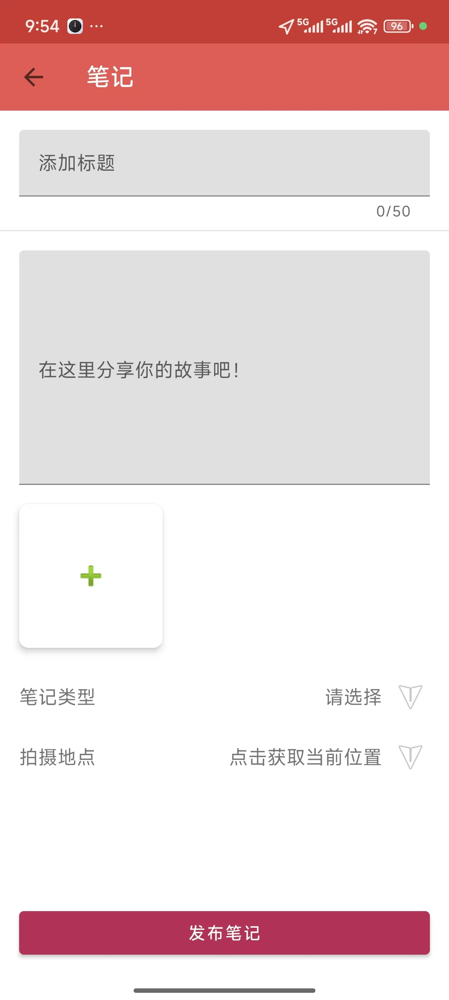 9:54 ··· 5G 5G 7 96
笔记
添加标题
0/50
在这里分享你的故事吧！
笔记类型 请选择
拍摄地点 点击获取当前位置
发布笔记